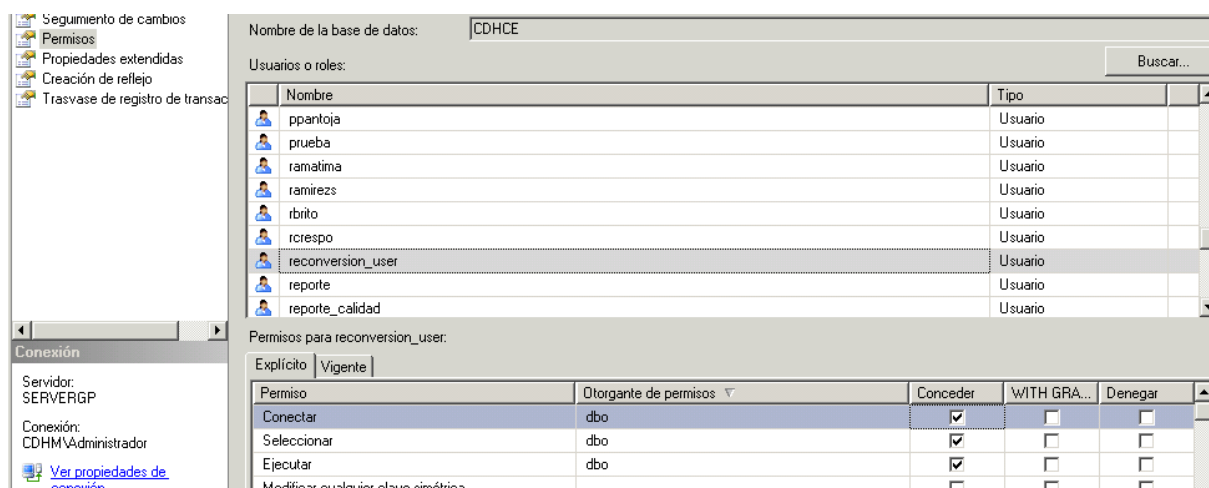 Seguimiento de cambios
Permisos
Propiedades extendidas
Creación de reflejo
Trasvase de registro de transac
Nombre de la base de datos: CDHCE
Usuarios o roles:
Buscar...
Nombre Tipo
ppantoja Usuario
prueba Usuario
ramatima Usuario
ramirezs Usuario
rbrito Usuario
rcrespo Usuario
reconversion_user Usuario
reporte Usuario
reporte_calidad Usuario
Permisos para reconversion_user:
Explícito Vigente
Permiso Otorgante de permisos Conceder WITH GRA... Denegar
Conectar dbo
Seleccionar dbo
Ejecutar dbo
Modificar cualquier clave simétrica
Conexión
Servidor:
SERVERGP
Conexión:
CDHM\Administrador
Ver propiedades de
conexión